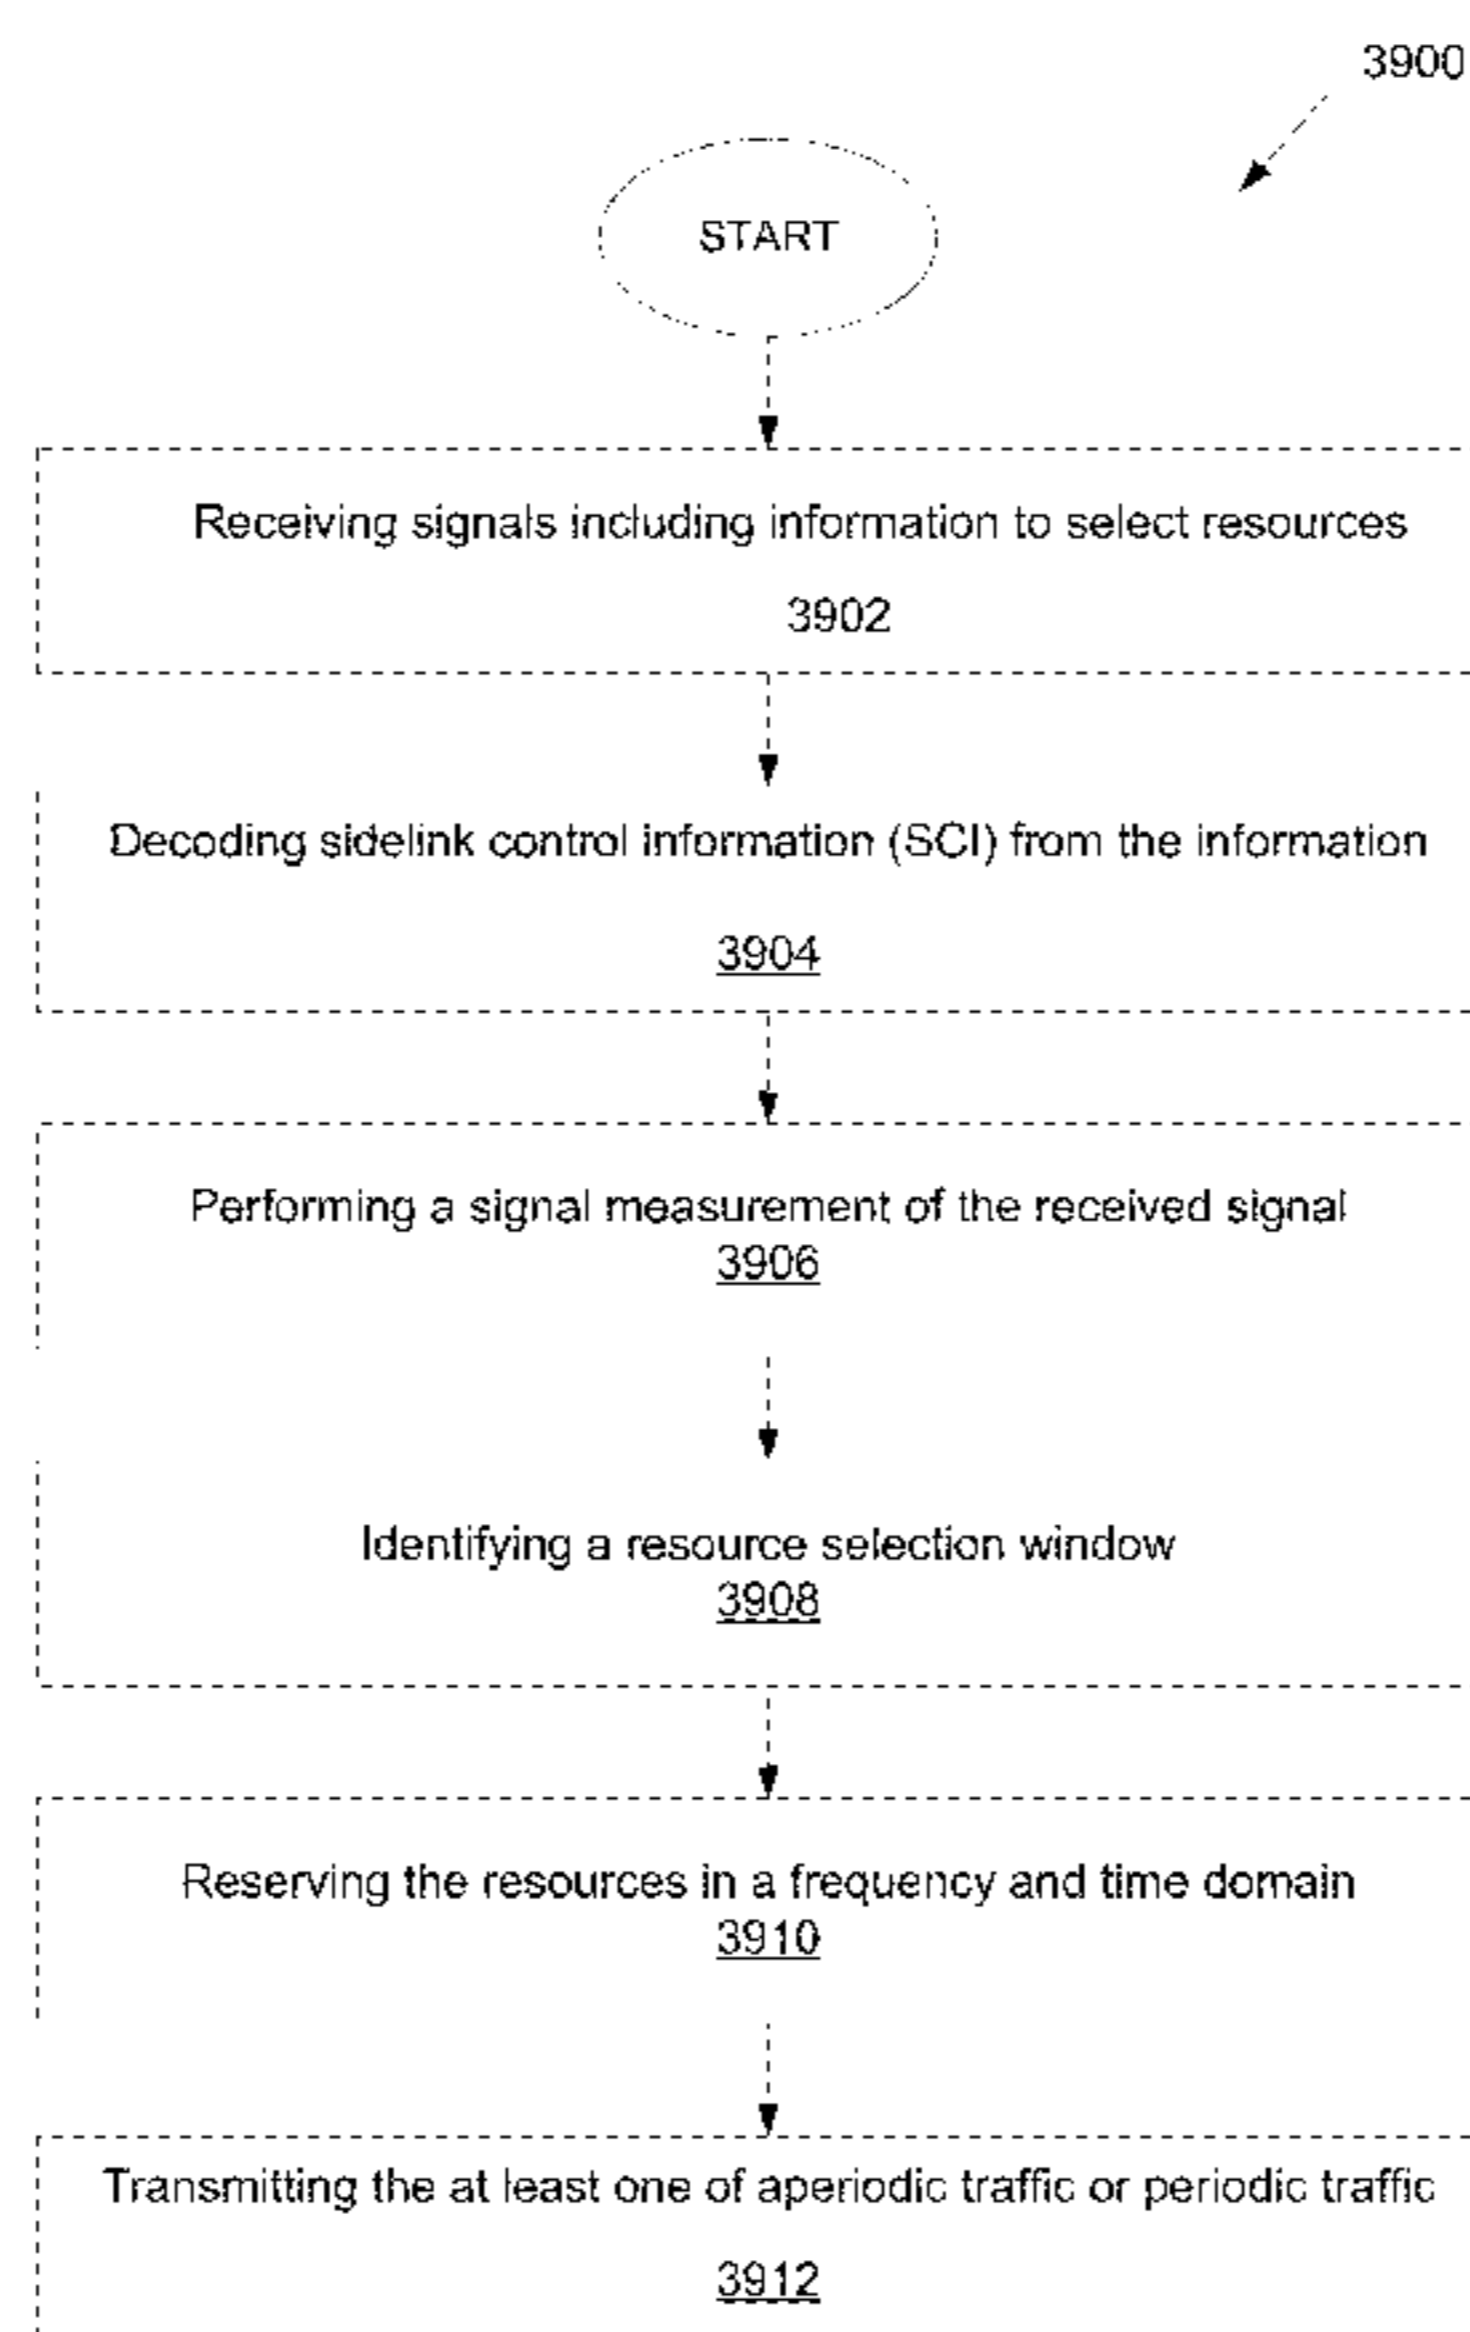 3900
START
Receiving signals including information to select resources
3902
Decoding sidelink control information (SCI) from the information
3904
Performing a signal measurement of the received signal
3906
Identifying a resource selection window
3908
Reserving the resources in a frequency and time domain
3910
Transmitting the at least one of aperiodic traffic or periodic traffic
3912